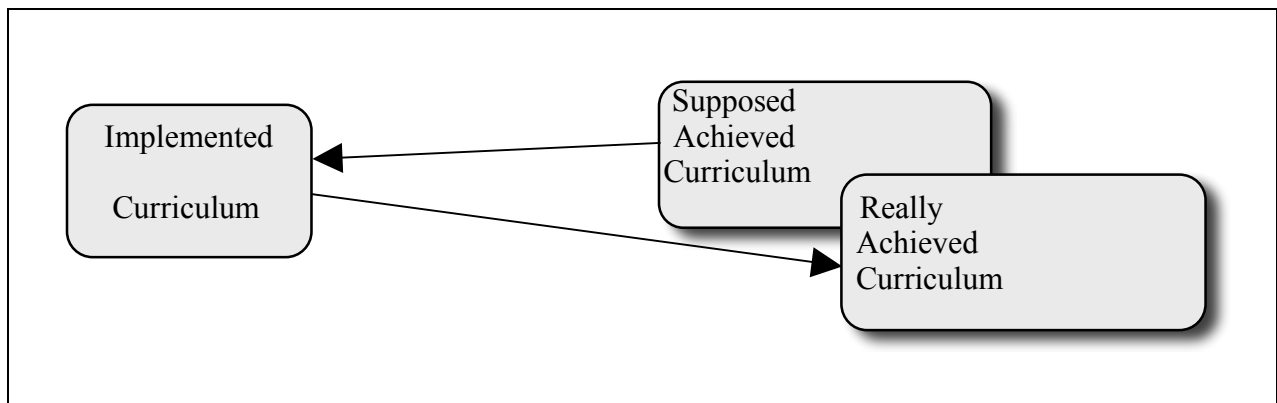 Implemented
Curriculum
Supposed
Achieved
Curriculum
Really
Achieved
Curriculum